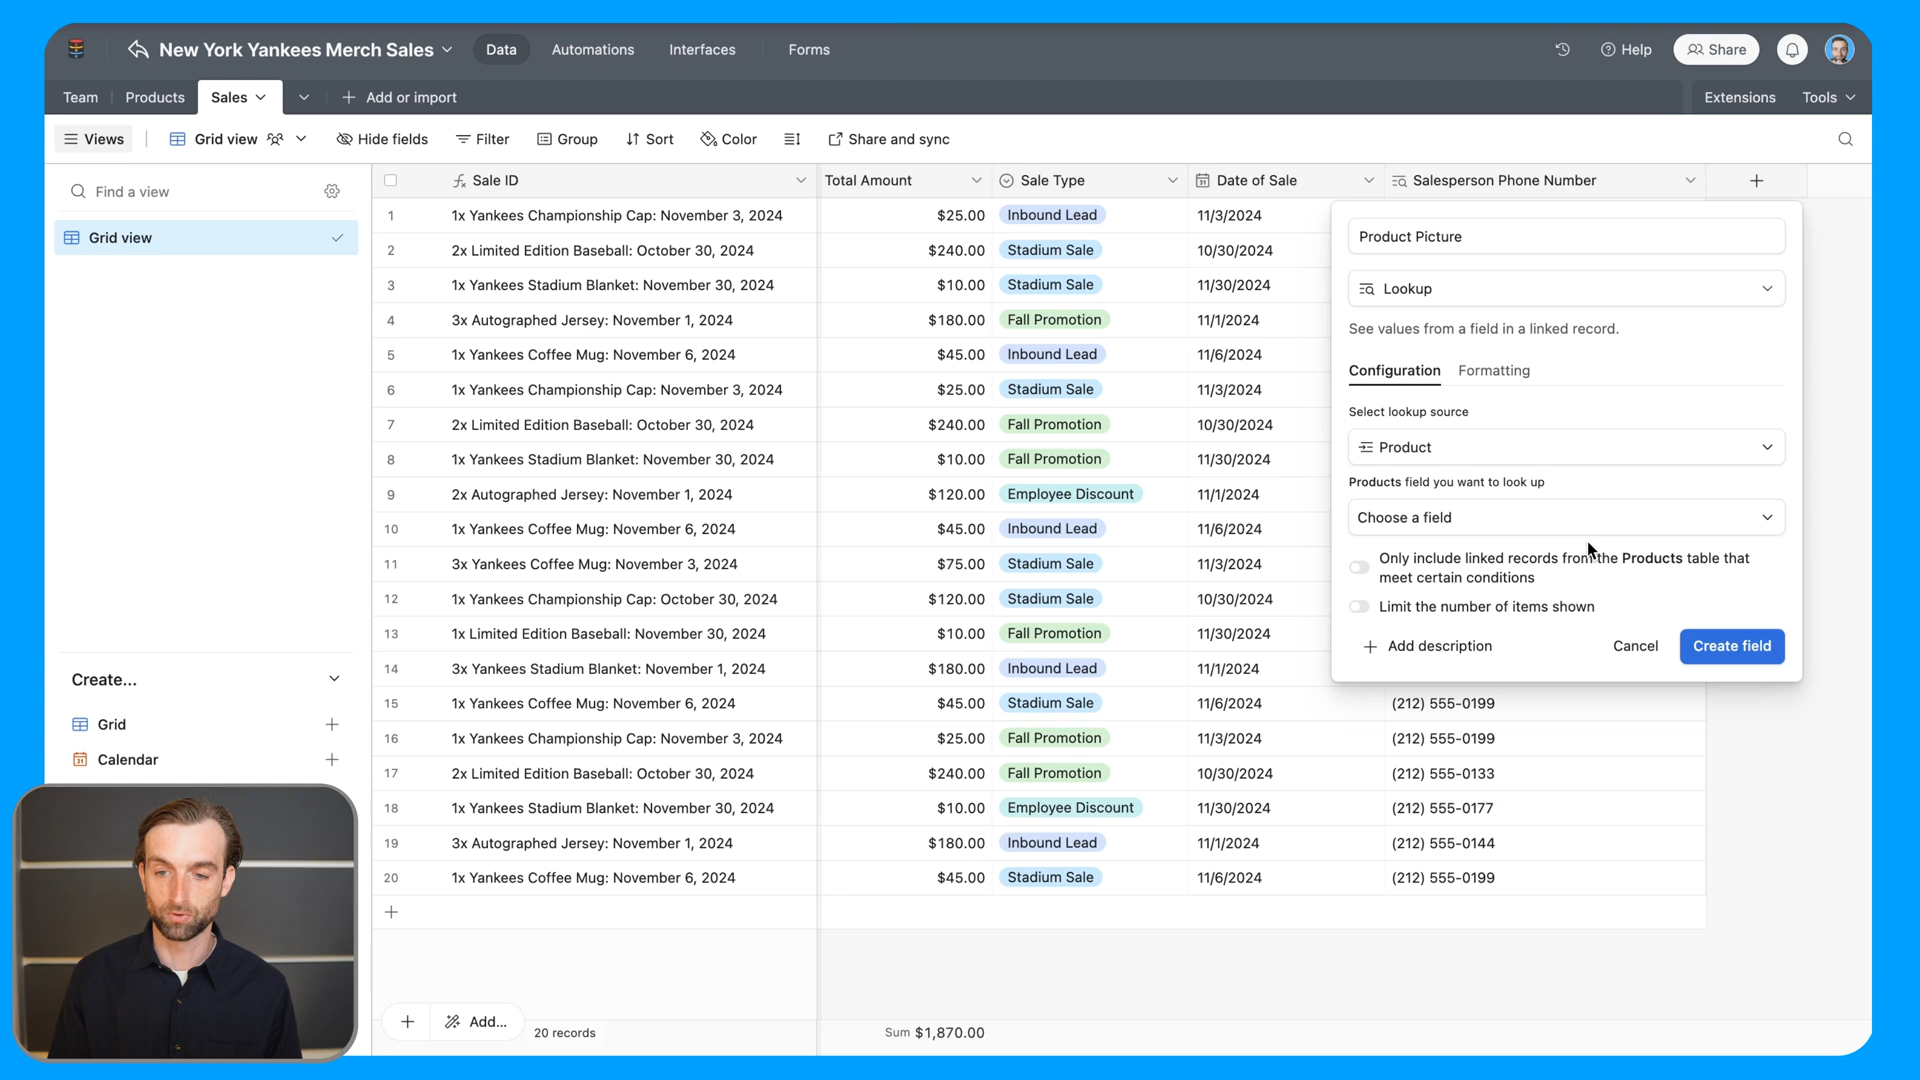 New York Yankees Merch Sales
Data
Automations
Interfaces
Forms
Help
Share
Team
Products
Sales
Add or import
Extensions
Tools
Views
Grid view
Hide fields
Filter
Group
Sort
Color
Share and sync
Find a view
Grid view
Create...
Grid
Calendar
Sale ID Total Amount Sale Type Date of Sale Salesperson Phone Number
1 1x Yankees Championship Cap: November 3, 2024 $25.00 Inbound Lead 11/3/2024
2 2x Limited Edition Baseball: October 30, 2024 $240.00 Stadium Sale 10/30/2024
3 1x Yankees Stadium Blanket: November 30, 2024 $10.00 Stadium Sale 11/30/2024
4 3x Autographed Jersey: November 1, 2024 $180.00 Fall Promotion 11/1/2024
5 1x Yankees Coffee Mug: November 6, 2024 $45.00 Inbound Lead 11/6/2024
6 1x Yankees Championship Cap: November 3, 2024 $25.00 Stadium Sale 11/3/2024
7 2x Limited Edition Baseball: October 30, 2024 $240.00 Fall Promotion 10/30/2024
8 1x Yankees Stadium Blanket: November 30, 2024 $10.00 Fall Promotion 11/30/2024
9 2x Autographed Jersey: November 1, 2024 $120.00 Employee Discount 11/1/2024
10 1x Yankees Coffee Mug: November 6, 2024 $45.00 Inbound Lead 11/6/2024
11 3x Yankees Coffee Mug: November 3, 2024 $75.00 Stadium Sale 11/3/2024
12 1x Yankees Championship Cap: October 30, 2024 $120.00 Stadium Sale 10/30/2024
13 1x Limited Edition Baseball: November 30, 2024 $10.00 Fall Promotion 11/30/2024
14 3x Yankees Stadium Blanket: November 1, 2024 $180.00 Inbound Lead 11/1/2024
15 1x Yankees Coffee Mug: November 6, 2024 $45.00 Stadium Sale 11/6/2024 (212) 555-0199
16 1x Yankees Championship Cap: November 3, 2024 $25.00 Fall Promotion 11/3/2024 (212) 555-0199
17 2x Limited Edition Baseball: October 30, 2024 $240.00 Fall Promotion 10/30/2024 (212) 555-0133
18 1x Yankees Stadium Blanket: November 30, 2024 $10.00 Employee Discount 11/30/2024 (212) 555-0177
19 3x Autographed Jersey: November 1, 2024 $180.00 Inbound Lead 11/1/2024 (212) 555-0144
20 1x Yankees Coffee Mug: November 6, 2024 $45.00 Stadium Sale 11/6/2024 (212) 555-0199
Add...
20 records
Sum $1,870.00
Product Picture
Lookup
See values from a field in a linked record.
Configuration
Formatting
Select lookup source
Product
Products field you want to look up
Choose a field
Only include linked records from the Products table that
meet certain conditions
Limit the number of items shown
Add description
Cancel
Create field